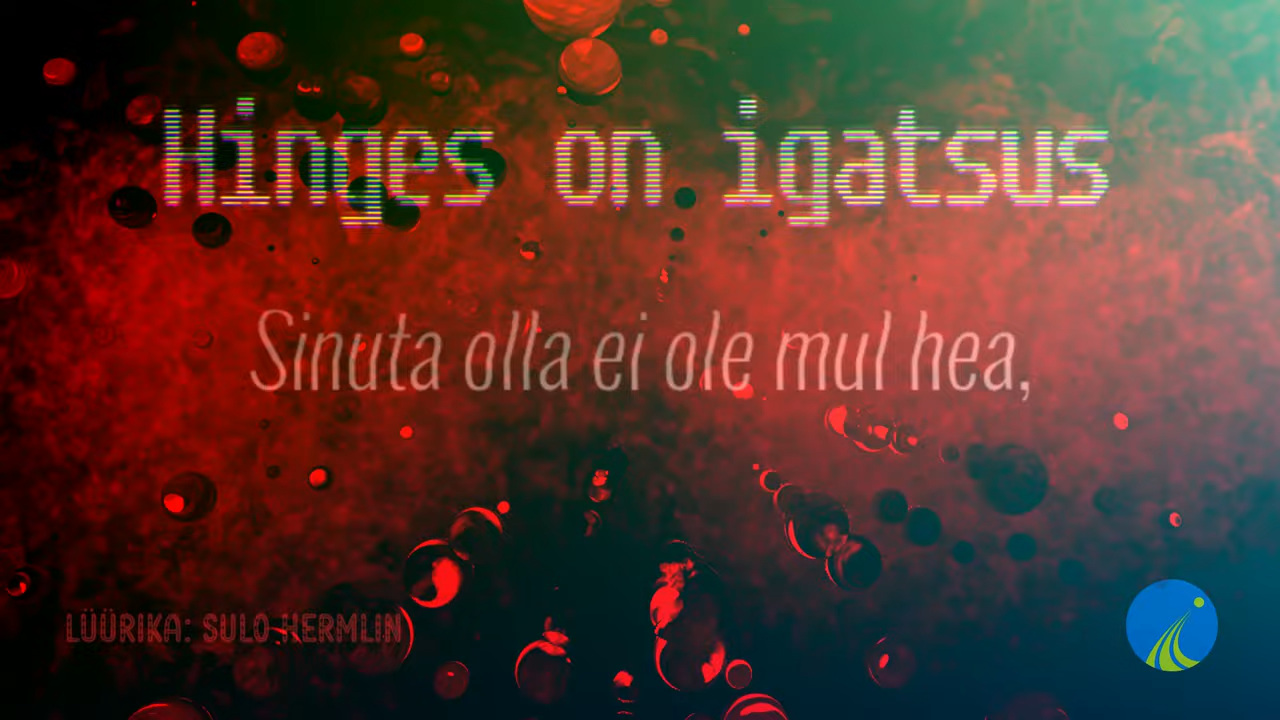 Hinges on igatsus
Sinuta olla ei ole mul hea,
LÜÜRIKA: SULO HERMLIN